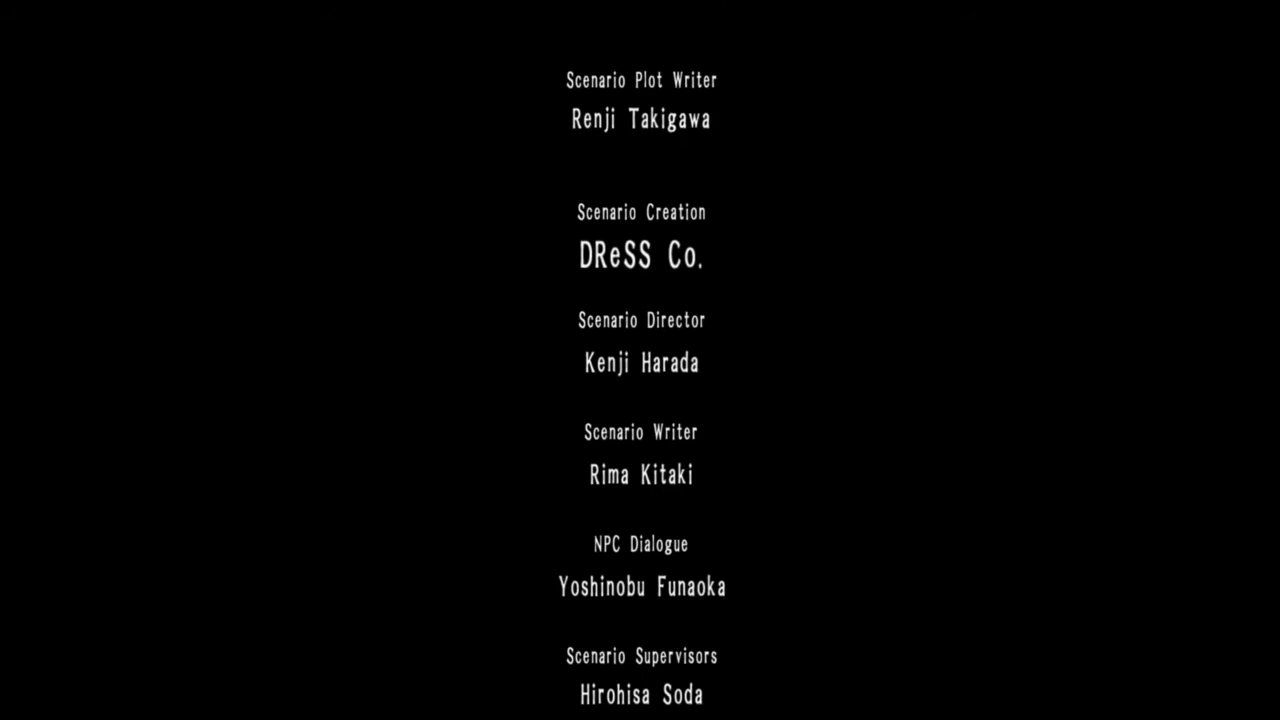 Scenario Plot Writer
Renji Takigawa
Scenario Creation
DReSS Co.
Scenario Director
Kenji Harada
Scenario Writer
Rima Kitaki
NPC Dialogue
Yoshinobu Funaoka
Scenario Supervisors
Hirohisa Soda